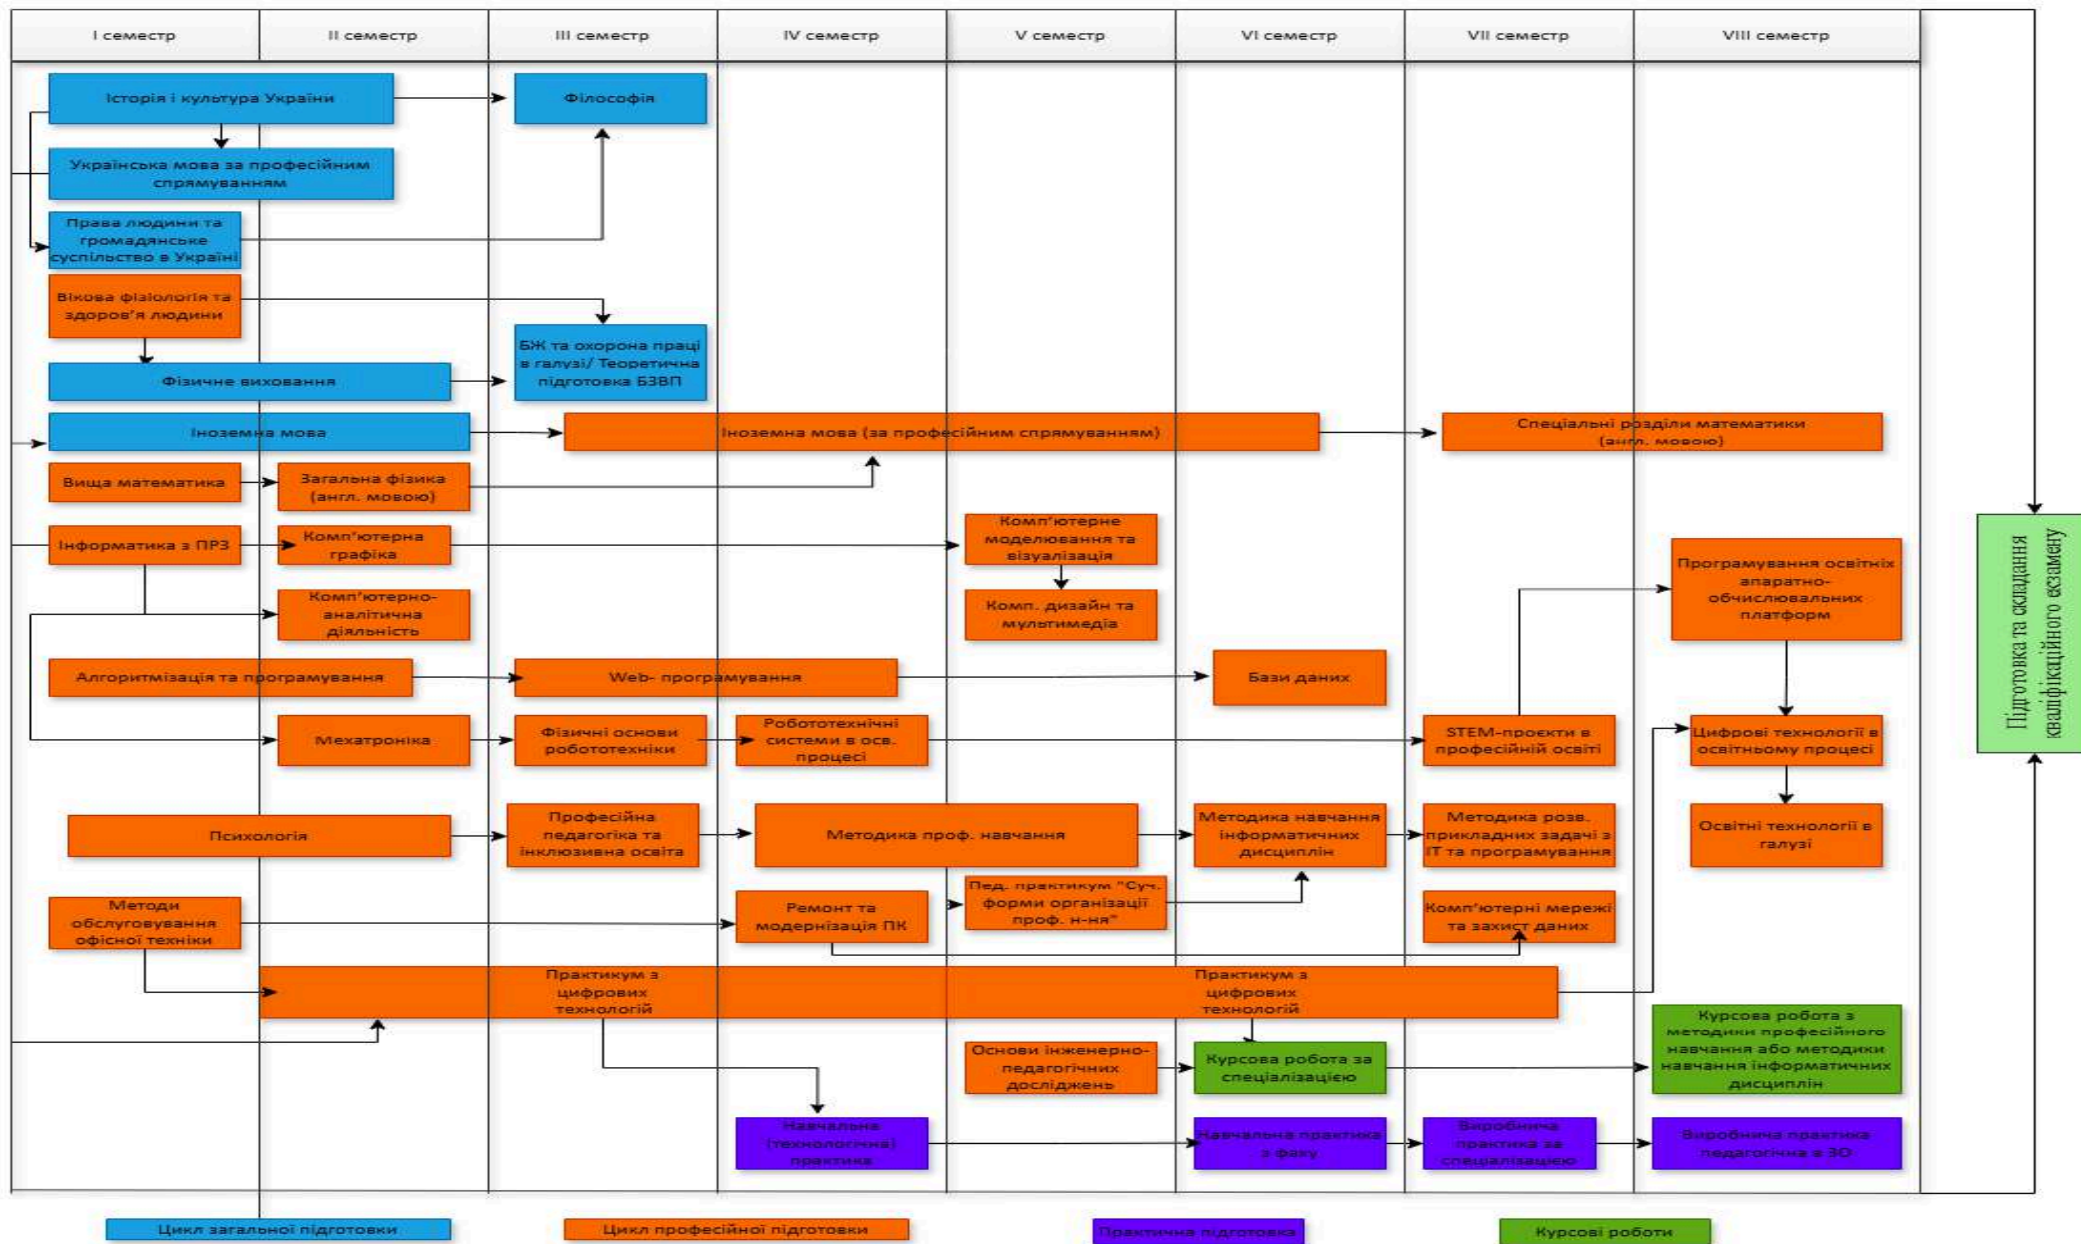 I семестр
II семестр
III семестр
IV семестр
V семестр
VI семестр
VII семестр
VIII семестр
Історія і культура України
Філософія
Українська мова за професійним
спрямуванням
Права людини та
громадянське
суспільство в Україні
Вікова фізіологія та
здоров'я людини
БЖ та охорона праці
в галузі/ Теоретична
підготовка БЗВП
Фізичне виховання
Іноземна мова
Іноземна мова (за професійним спрямуванням)
Спеціальні розділи математики
(англ. мовою)
Вища математика
Загальна фізика
(англ. мовою)
Інформатика з ПРЗ
Комп'ютерна
графіка
Комп'ютерне
моделювання та
візуалізація
Програмування освітніх
апаратно-
обчислювальних
платформ
Комп'ютерно-
аналітична
діяльність
Комп. дизайн та
мультимедіа
Алгоритмізація та програмування
Web- програмування
Бази даних
Мехатроніка
Фізичні основи
робототехніки
Робототехнічні
системи в осв.
процесі
STEM-проєкти в
професійній освіті
Цифрові технології в
освітньому процесі
Психологія
Професійна
педагогіка та
інклюзивна освіта
Методика проф. навчання
Методика навчання
інформатичних
дисциплін
Методика розв.
прикладних задачі з
ІТ та програмування
Освітні технології в
галузі
Методи
обслуговування
офісної техніки
Ремонт та
модернізація ПК
Пед. практикум "Суч.
форми організації
проф. н-ня"
Комп'ютерні мережі
та захист даних
Практикум з
цифрових
технологій
Практикум з
цифрових
технологій
Основи інженерно-
педагогічних
досліджень
Курсова робота за
спеціалізацією
Курсова робота з
методики професійного
навчання або методики
навчання інформатичних
дисциплін
Навчальна
(технологічна)
практика
Навчальна практика
з фаху
Виробнича
практика за
спеціалізацією
Виробнича практика
педагогічна в ЗО
Підготовка та складання
кваліфікаційного екзамену
Цикл загальної підготовки
Цикл професійної підготовки
Практична підготовка
Курсові роботи